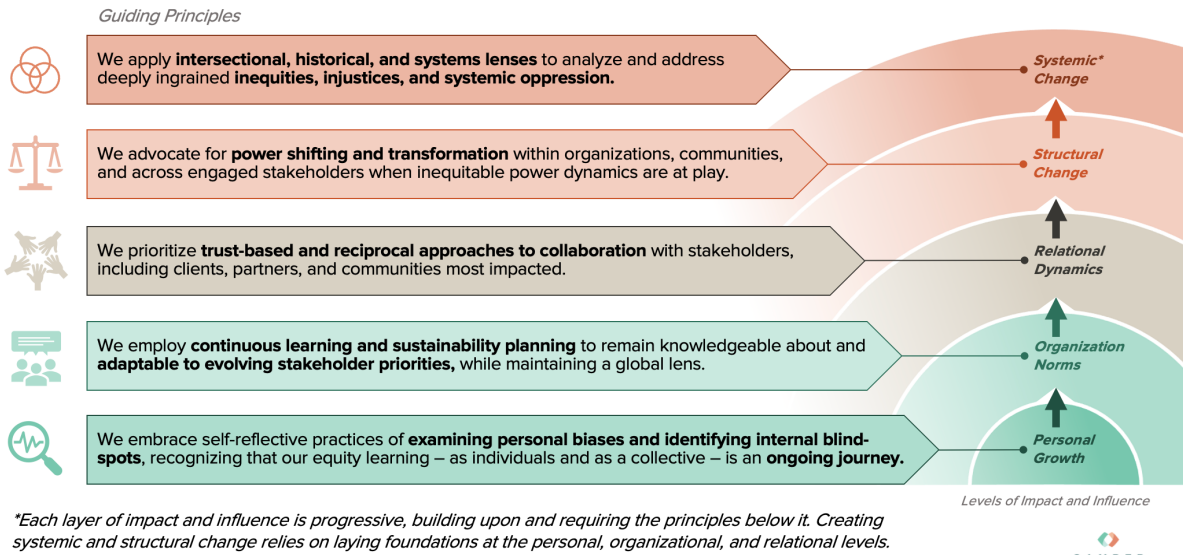 Guiding Principles
We apply intersectional, historical, and systems lenses to analyze and address
deeply ingrained inequities, injustices, and systemic oppression.
Systemic*
Change
We advocate for power shifting and transformation within organizations, communities,
and across engaged stakeholders when inequitable power dynamics are at play.
Structural
Change
We prioritize trust-based and reciprocal approaches to collaboration with stakeholders,
including clients, partners, and communities most impacted.
Relational
Dynamics
We employ continuous learning and sustainability planning to remain knowledgeable about and
adaptable to evolving stakeholder priorities, while maintaining a global lens.
Organization
Norms
We embrace self-reflective practices of examining personal biases and identifying internal blind-
spots, recognizing that our equity learning – as individuals and as a collective – is an ongoing journey.
Personal
Growth
Levels of Impact and Influence
*Each layer of impact and influence is progressive, building upon and requiring the principles below it. Creating
systemic and structural change relies on laying foundations at the personal, organizational, and relational levels.